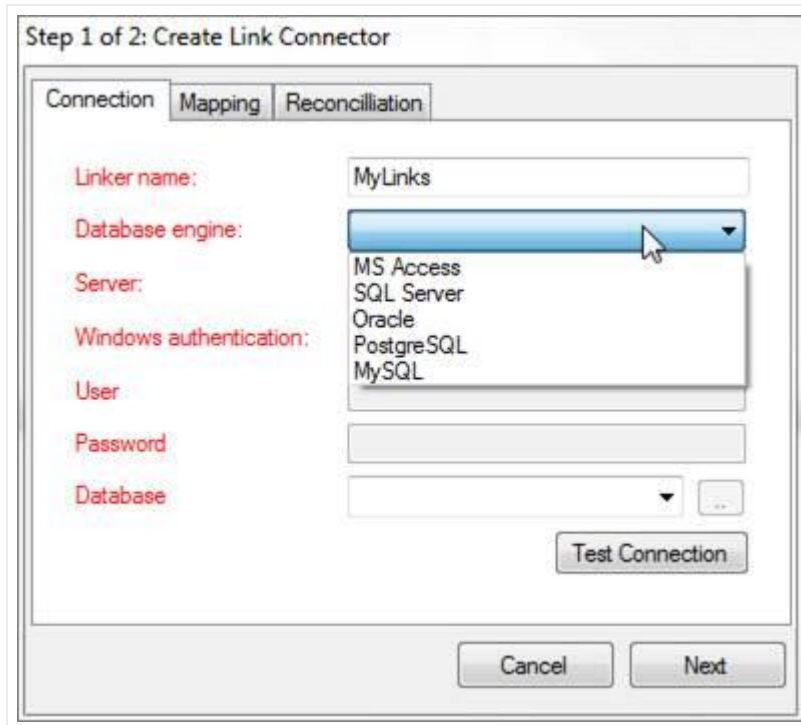 Step 1 of 2: Create Link Connector
Connection Mapping Reconcilliation
Linker name: MyLinks
Database engine:
MS Access
Server:
SQL Server
Oracle
Windows authentication:
PostgreSQL
MySQL
User
Password
Database ..
Test Connection
Cancel Next